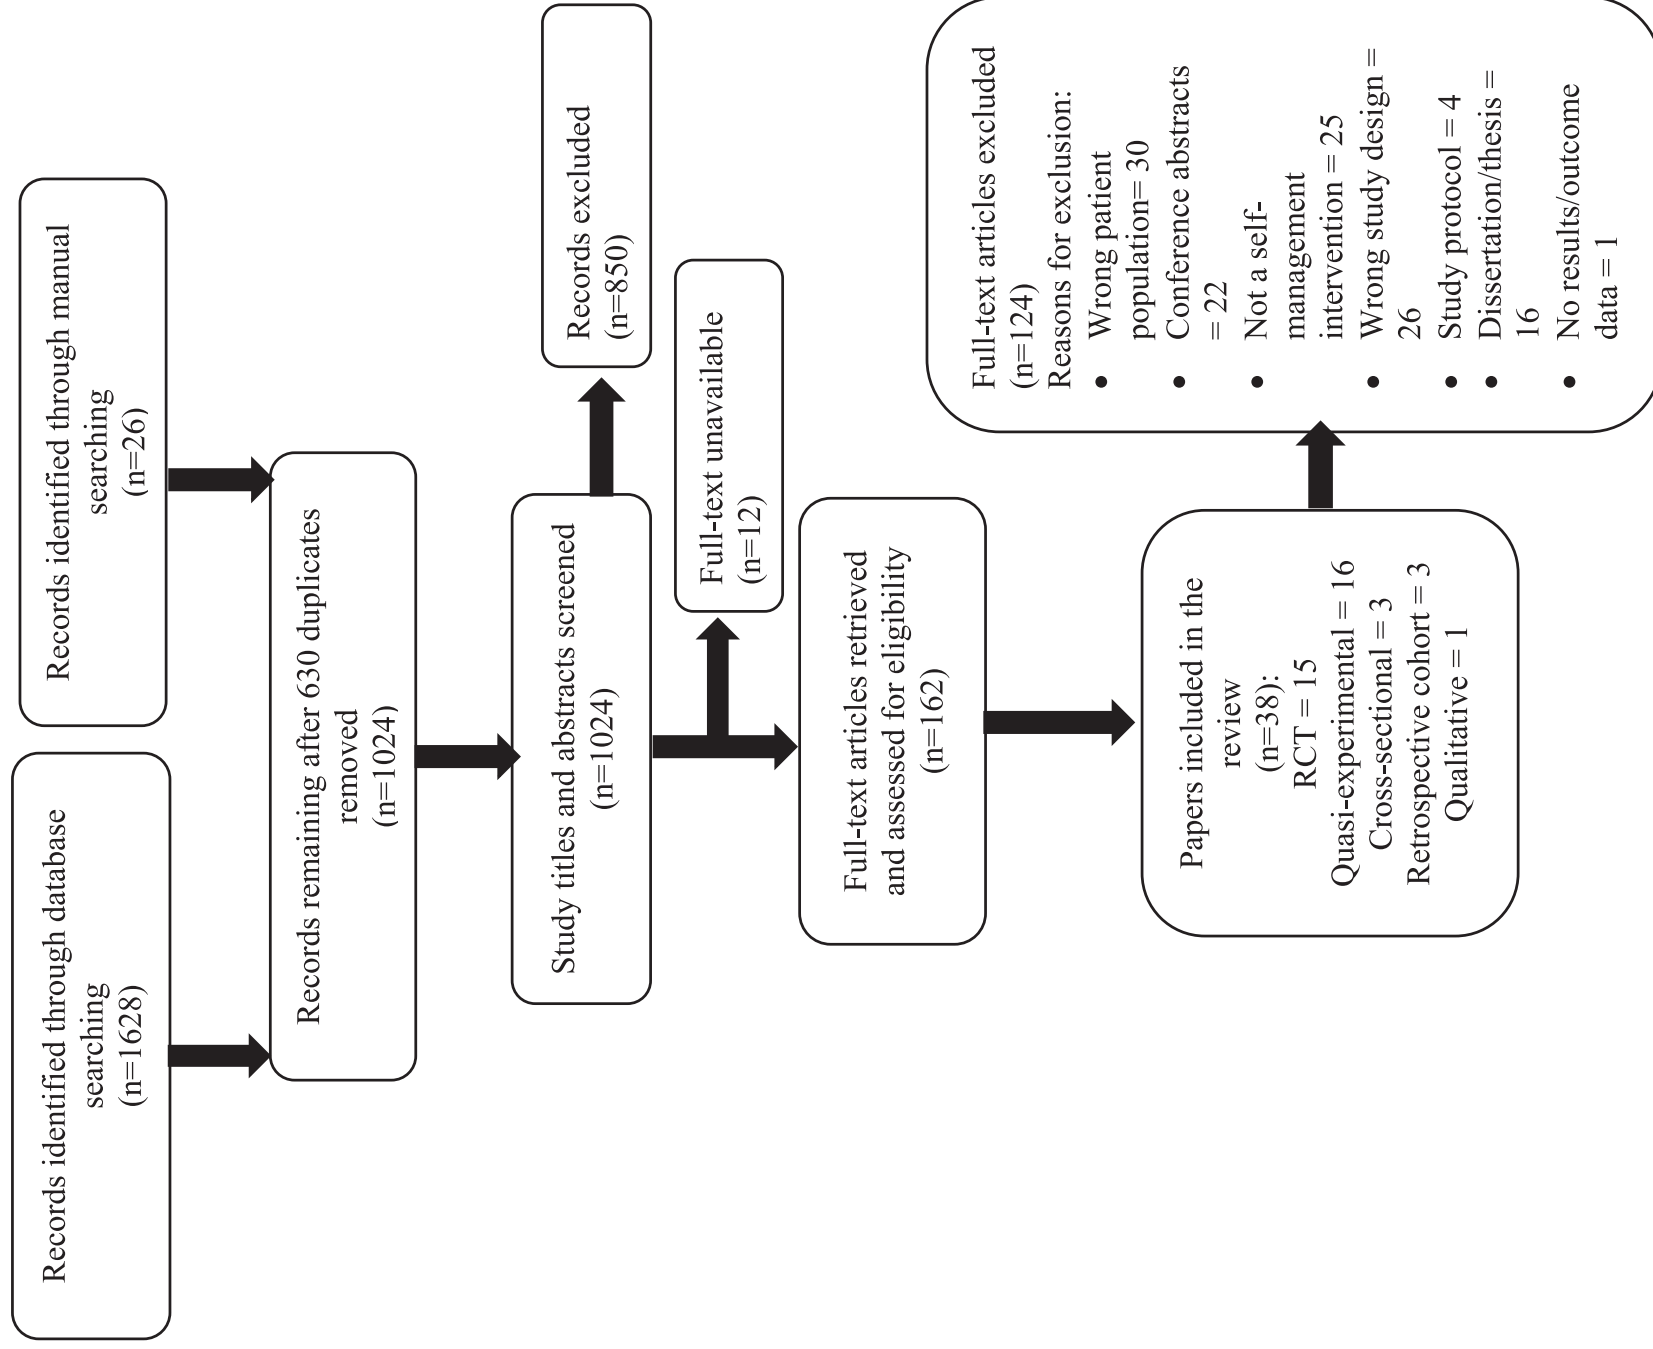 Records identified through database
searching
(n=1628)
Records identified through manual
searching
(n=26)
Records remaining after 630 duplicates
removed
(n=1024)
Study titles and abstracts screened
(n=1024)
Records excluded
(n=850)
Full-text unavailable
(n=12)
Full-text articles retrieved
and assessed for eligibility
(n=162)
Papers included in the
review
(n=38):
RCT = 15
Quasi-experimental = 16
Cross-sectional = 3
Retrospective cohort = 3
Qualitative = 1
Full-text articles excluded
(n=124)
Reasons for exclusion:
• Wrong patient
population= 30
• Conference abstracts
= 22
• Not a self-
management
intervention = 25
• Wrong study design =
26
• Study protocol = 4
• Dissertation/thesis =
16
• No results/outcome
data = 1